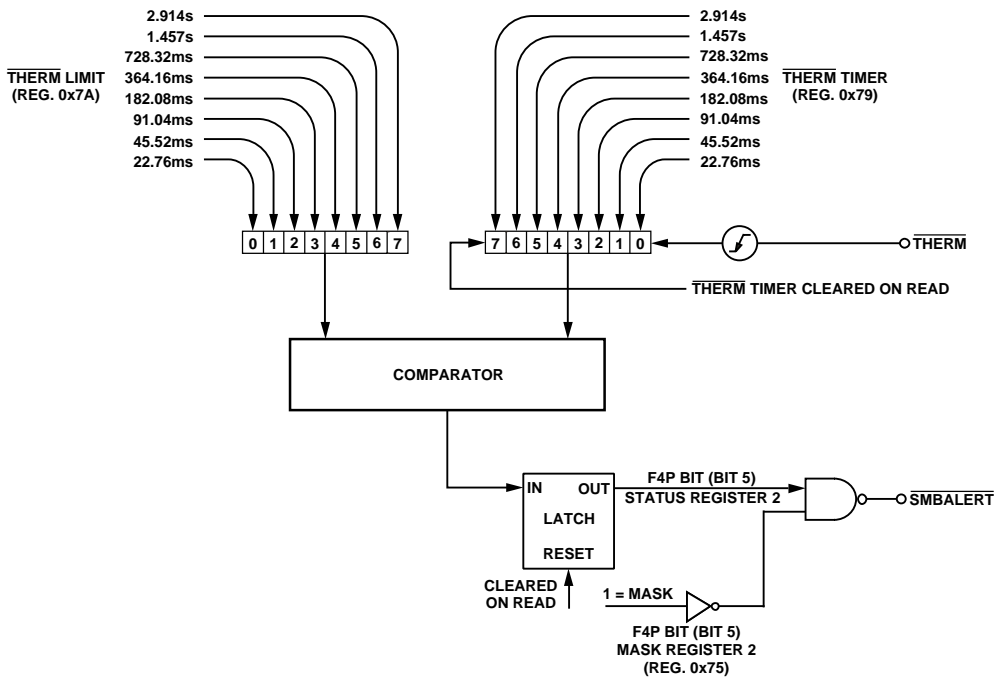 2.914s
1.457s
728.32ms
364.16ms
182.08ms
91.04ms
45.52ms
22.76ms
THERM LIMIT
(REG. 0x7A)
2.914s
1.457s
728.32ms
364.16ms
182.08ms
91.04ms
45.52ms
22.76ms
THERM TIMER
(REG. 0x79)
0 1 2 3 4 5 6 7
7 6 5 4 3 2 1 0
THERM
THERM TIMER CLEARED ON READ
COMPARATOR
IN OUT
LATCH
RESET
F4P BIT (BIT 5)
STATUS REGISTER 2
SMBALERT
CLEARED
ON READ
1 = MASK
F4P BIT (BIT 5)
MASK REGISTER 2
(REG. 0x75)